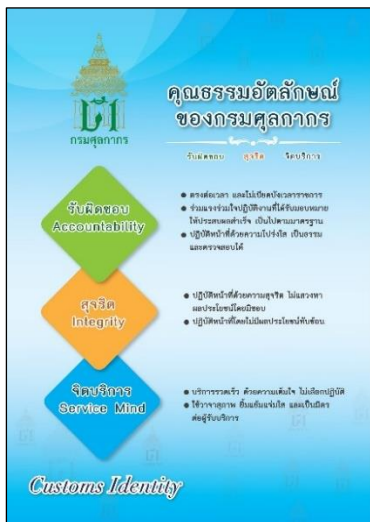 กรมศุลกากร
คุณธรรมอัตลักษณ์
ของกรมศุลกากร
รับผิดชอบ สุจริต จิตบริการ
รับผิดชอบ
Accountability
• ตรงต่อเวลา และไม่เบียดบังเวลาราชการ
• ร่วมแรงร่วมใจปฏิบัติงานที่ได้รับมอบหมาย
ให้ประสบผลสำเร็จ เป็นไปตามมาตรฐาน
• ปฏิบัติหน้าที่ด้วยความโปร่งใส เป็นธรรม
และตรวจสอบได้
สุจริต
Integrity
• ปฏิบัติหน้าที่ด้วยความสุจริต ไม่แสวงหา
ผลประโยชน์โดยมิชอบ
• ปฏิบัติหน้าที่โดยไม่มีผลประโยชน์ทับซ้อน
จิตบริการ
Service Mind
• บริการรวดเร็ว ด้วยความเต็มใจ ไม่เลือกปฏิบัติ
• ใช้วาจาสุภาพ ยิ้มแย้มแจ่มใส และเป็นมิตร
ต่อผู้รับบริการ
Customs Identity